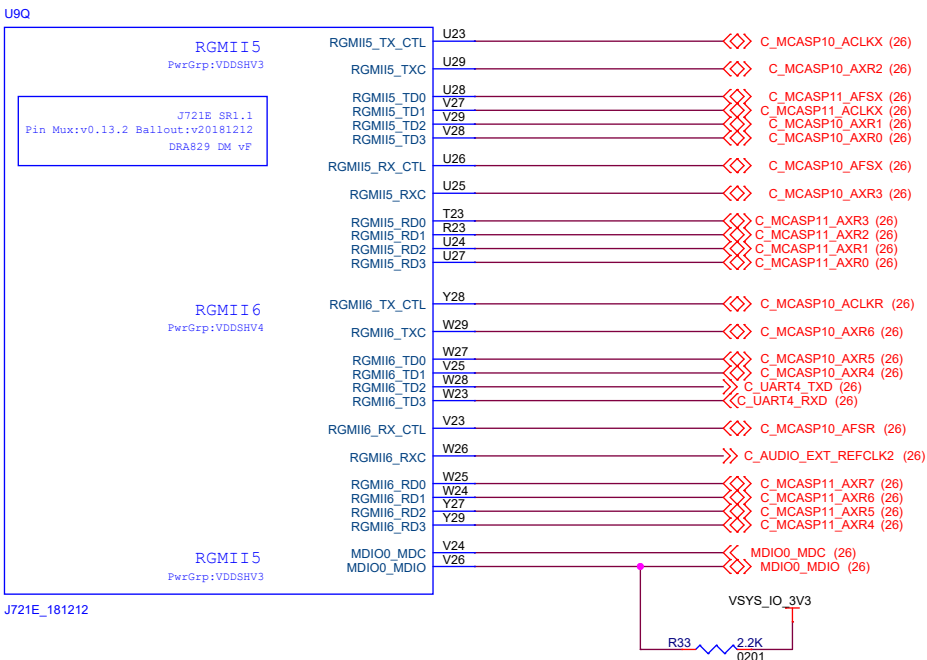 U9Q
RGMII5
PwrGrp:VDDSHV3
J721E SR1.1
Pin Mux:v0.13.2 Ballout:v20181212
DRA829 DM vF
RGMII5_TX_CTL U23 C_MCASP10_ACLKX (26)
RGMII5_TXC U29 C_MCASP10_AXR2 (26)
RGMII5_TD0 U28 C_MCASP11_AFSX (26)
RGMII5_TD1 V27 C_MCASP11_ACLKX (26)
RGMII5_TD2 V29 C_MCASP10_AXR1 (26)
RGMII5_TD3 V28 C_MCASP10_AXR0 (26)
RGMII5_RX_CTL U26 C_MCASP10_AFSX (26)
RGMII5_RXC U25 C_MCASP10_AXR3 (26)
RGMII5_RD0 T23 C_MCASP11_AXR3 (26)
RGMII5_RD1 R23 C_MCASP11_AXR2 (26)
RGMII5_RD2 U24 C_MCASP11_AXR1 (26)
RGMII5_RD3 U27 C_MCASP11_AXR0 (26)
RGMII6
PwrGrp:VDDSHV4
RGMII6_TX_CTL Y28 C_MCASP10_ACLKR (26)
RGMII6_TXC W29 C_MCASP10_AXR6 (26)
RGMII6_TD0 W27 C_MCASP10_AXR5 (26)
RGMII6_TD1 V25 C_MCASP10_AXR4 (26)
RGMII6_TD2 W28 C_UART4_TXD (26)
RGMII6_TD3 W23 C_UART4_RXD (26)
RGMII6_RX_CTL V23 C_MCASP10_AFSR (26)
RGMII6_RXC W26 C_AUDIO_EXT_REFCLK2 (26)
RGMII6_RD0 W25 C_MCASP11_AXR7 (26)
RGMII6_RD1 W24 C_MCASP11_AXR6 (26)
RGMII6_RD2 Y27 C_MCASP11_AXR5 (26)
RGMII6_RD3 Y29 C_MCASP11_AXR4 (26)
RGMII5
PwrGrp:VDDSHV3
MDIO0_MDC V24 MDIO0_MDC (26)
MDIO0_MDIO V26 MDIO0_MDIO (26)
J721E_181212
VSYS_IO_3V3
R33 2.2K
0201